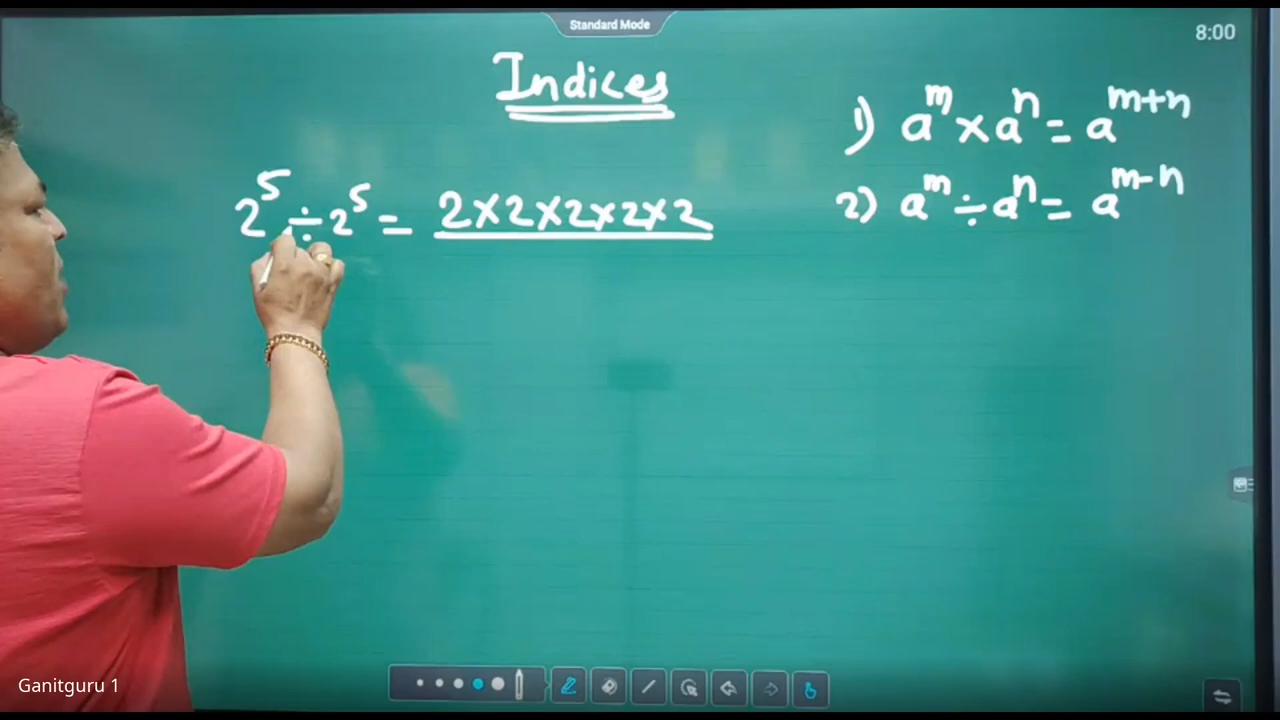 Standard Mode
8:00
Indices
1) a^m × a^n = a^(m+n)
2^5 ÷ 2^5 = 2×2×2×2×2
2) a^m ÷ a^n = a^(m-n)
Ganitguru 1